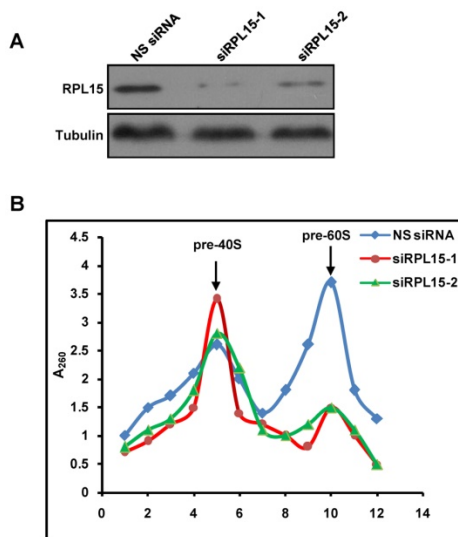 A
NS siRNA
siRPL15-1
siRPL15-2
RPL15
Tubulin
B
pre-40S
pre-60S
NS siRNA
siRPL15-1
siRPL15-2
A260
4.5
4
3.5
3
2.5
2
1.5
1
0.5
0
0 2 4 6 8 10 12 14